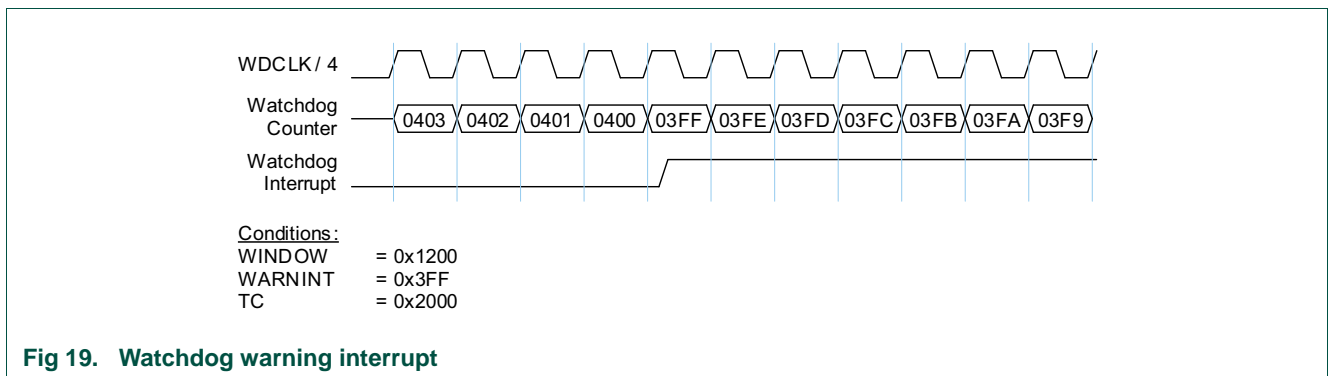 WDCLK / 4
Watchdog
Counter
0403 0402 0401 0400 03FF 03FE 03FD 03FC 03FB 03FA 03F9
Watchdog
Interrupt
Conditions:
WINDOW = 0x1200
WARNINT = 0x3FF
TC = 0x2000
Fig 19. Watchdog warning interrupt